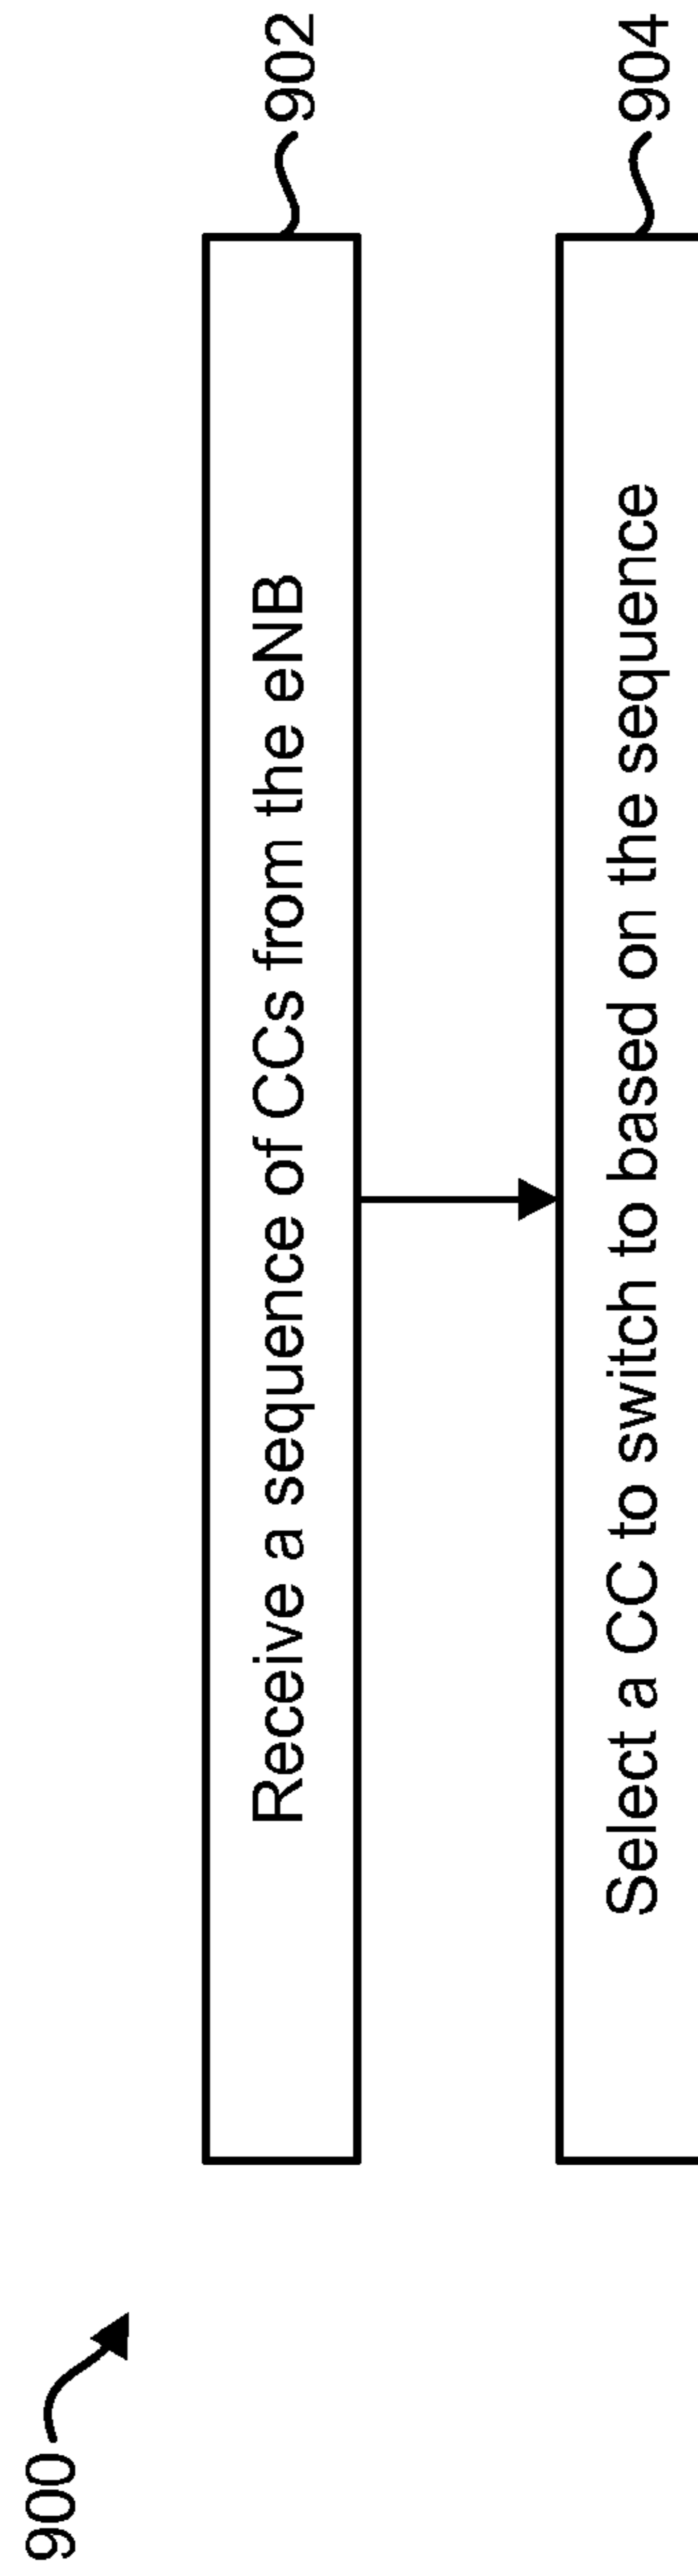 900
Receive a sequence of CCs from the eNB
902
Select a CC to switch to based on the sequence
904